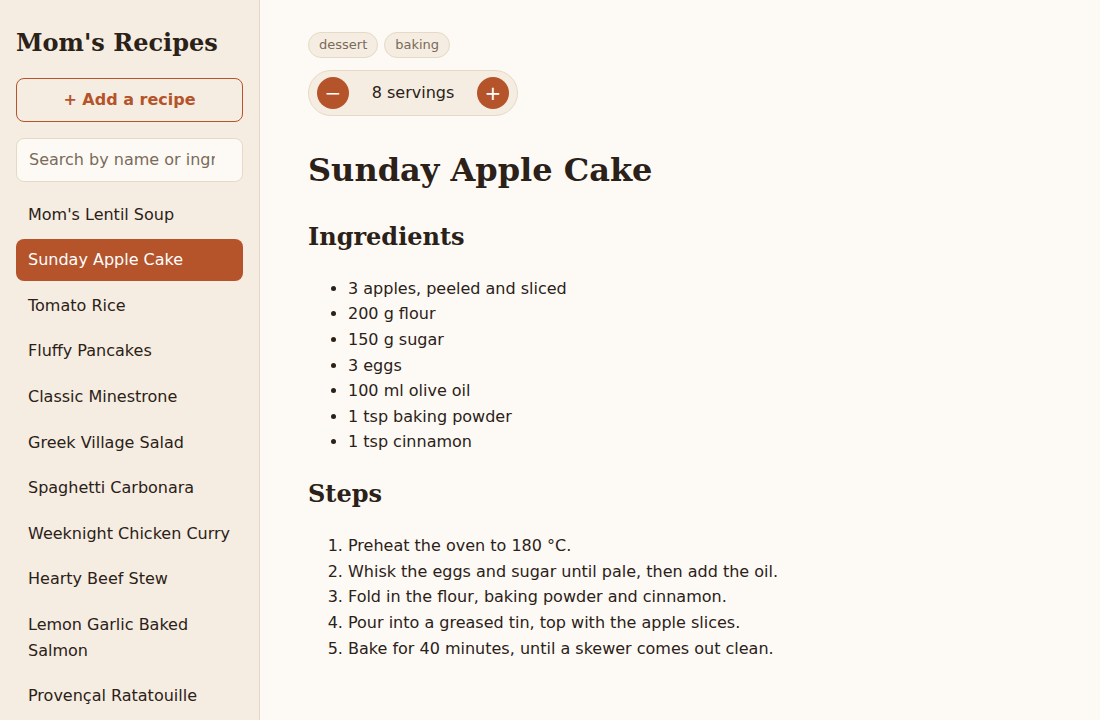 Mom's Recipes
+ Add a recipe
Search by name or ingr
Mom's Lentil Soup
Sunday Apple Cake
Tomato Rice
Fluffy Pancakes
Classic Minestrone
Greek Village Salad
Spaghetti Carbonara
Weeknight Chicken Curry
Hearty Beef Stew
Lemon Garlic Baked
Salmon
Provençal Ratatouille
dessert baking
− 8 servings +
Sunday Apple Cake
Ingredients
• 3 apples, peeled and sliced
• 200 g flour
• 150 g sugar
• 3 eggs
• 100 ml olive oil
• 1 tsp baking powder
• 1 tsp cinnamon
Steps
1. Preheat the oven to 180 °C.
2. Whisk the eggs and sugar until pale, then add the oil.
3. Fold in the flour, baking powder and cinnamon.
4. Pour into a greased tin, top with the apple slices.
5. Bake for 40 minutes, until a skewer comes out clean.